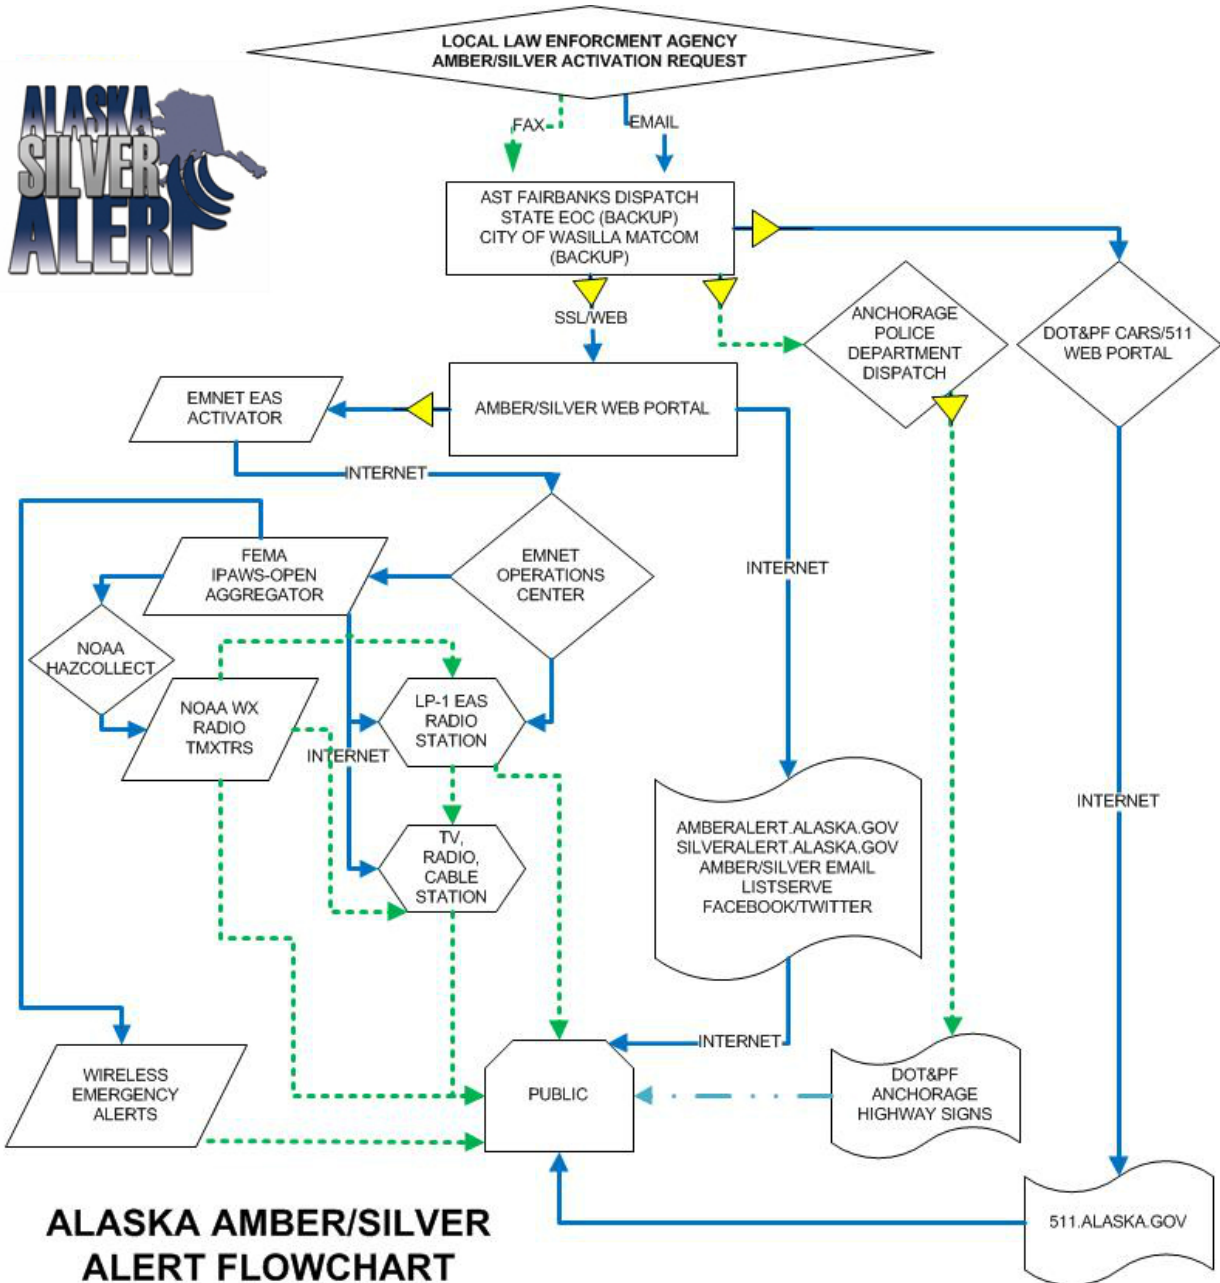 LOCAL LAW ENFORCMENT AGENCY
AMBER/SILVER ACTIVATION REQUEST
ALASKA
SILVER
ALERT
FAX
EMAIL
AST FAIRBANKS DISPATCH
STATE EOC (BACKUP)
CITY OF WASILLA MATCOM
(BACKUP)
SSL/WEB
ANCHORAGE
POLICE
DEPARTMENT
DISPATCH
DOT&PF CARS/511
WEB PORTAL
EMNET EAS
ACTIVATOR
AMBER/SILVER WEB PORTAL
INTERNET
FEMA
IPAWS-OPEN
AGGREGATOR
EMNET
OPERATIONS
CENTER
INTERNET
NOAA
HAZCOLLECT
NOAA WX
RADIO
TMXTRS
LP-1 EAS
RADIO
STATION
INTERNET
INTERNET
TV,
RADIO,
CABLE
STATION
AMBERALERT.ALASKA.GOV
SILVERALERT.ALASKA.GOV
AMBER/SILVER EMAIL
LISTSERVE
FACEBOOK/TWITTER
INTERNET
WIRELESS
EMERGENCY
ALERTS
PUBLIC
DOT&PF
ANCHORAGE
HIGHWAY SIGNS
511.ALASKA.GOV
ALASKA AMBER/SILVER
ALERT FLOWCHART